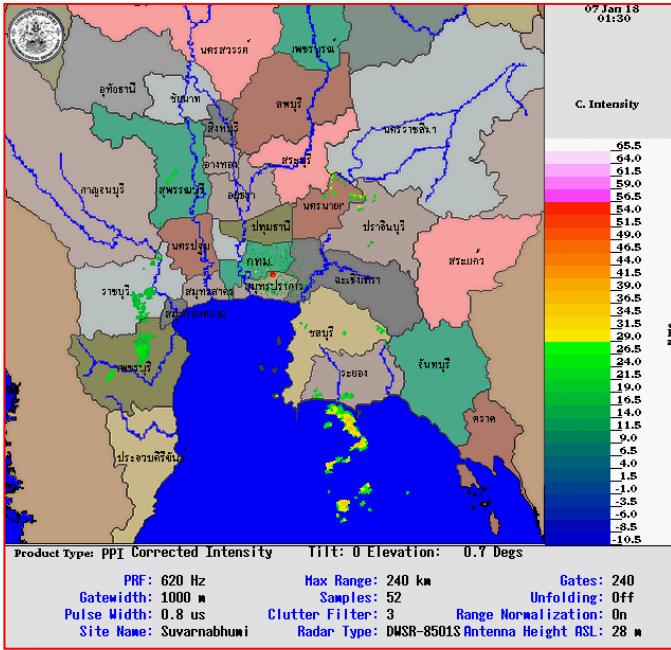 07 Jan 18
01:30
C. Intensity
65.5
64.0
61.5
59.0
56.5
54.0
51.5
49.0
46.5
44.0
41.5
39.0
36.5
34.0
31.5
29.0
26.5
24.0
21.5
19.0
16.5
14.0
11.5
9.0
6.5
4.0
1.5
-1.0
-3.5
-6.0
-8.5
-10.5
นครสวรรค์
เพชรบูรณ์
อุทัยธานี
ชัยนาท
ลพบุรี
สิงหบุรี
นครราชสีมา
อ่างทอง
สระบุรี
กาญจนบุรี
สุพรรณบุรี
อยุธยา
นครนายก
ปราจีนบุรี
ปทุมธานี
นครปฐม
กทม.
สระแก้ว
ฉะเชิงเทรา
ราชบุรี
สมุทรสาคร
สมุทรปราการ
สมุทรสงคราม
ชลบุรี
เพชรบุรี
ระยอง
จันทบุรี
ตราด
ประจวบคีรีขันธ์
Product Type: PPI Corrected Intensity Tilt: 0 Elevation: 0.7 Degs
PRF: 620 Hz Max Range: 240 km Gates: 240
Gatewidth: 1000 m Samples: 52 Unfolding: Off
Pulse Width: 0.8 us Clutter Filter: 3 Range Normalization: On
Site Name: Suvarnabhumi Radar Type: DWSR-8501S Antenna Height ASL: 28 m